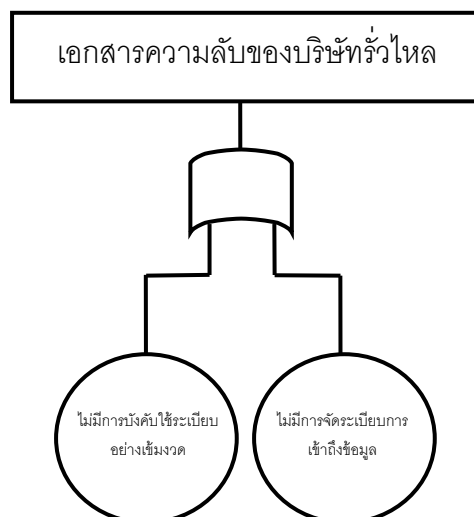 เอกสารความลับของบริษัทรั่วไหล
ไม่มีการบังคับใช้ระเบียบ
อย่างเข้มงวด
ไม่มีการจัดระเบียบการ
เข้าถึงข้อมูล